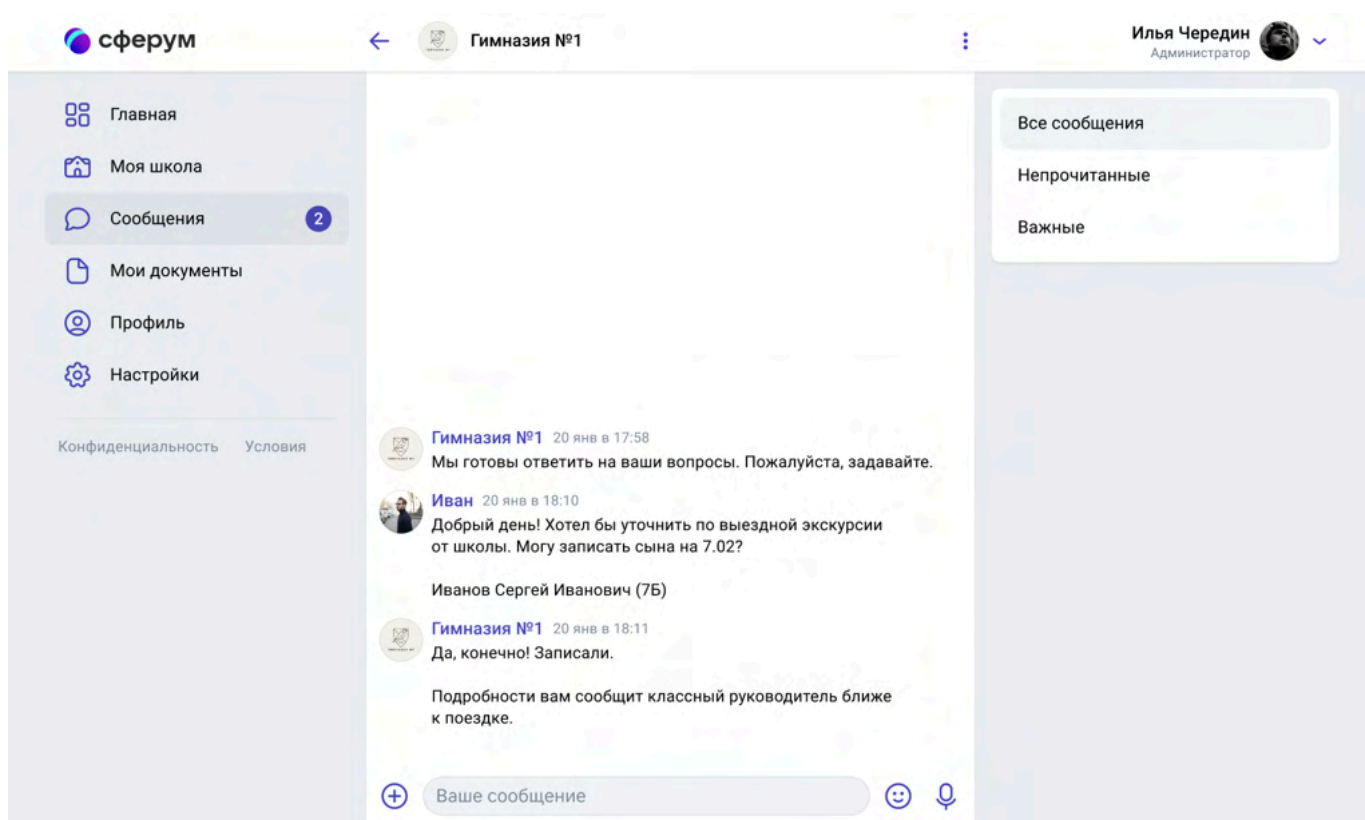 сферум
Гимназия №1
Илья Чередин
Администратор
Главная
Моя школа
Сообщения 2
Мои документы
Профиль
Настройки
Конфиденциальность Условия
Гимназия №1 20 янв в 17:58
Мы готовы ответить на ваши вопросы. Пожалуйста, задавайте.
Иван 20 янв в 18:10
Добрый день! Хотел бы уточнить по выездной экскурсии
от школы. Могу записать сына на 7.02?
Иванов Сергей Иванович (7Б)
Гимназия №1 20 янв в 18:11
Да, конечно! Записали.
Подробности вам сообщит классный руководитель ближе
к поездке.
Ваше сообщение
Все сообщения
Непрочитанные
Важные